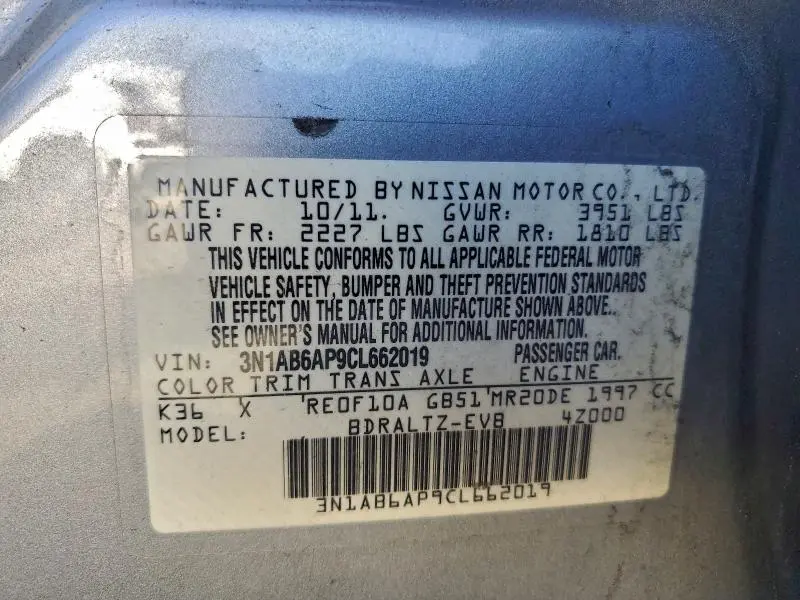 MANUFACTURED BY NISSAN MOTOR CO., LTD.
DATE: 10/11. GVWR: 3951 LBS
GAWR FR: 2227 LBS GAWR RR: 1810 LBS
THIS VEHICLE CONFORMS TO ALL APPLICABLE FEDERAL MOTOR
VEHICLE SAFETY, BUMPER AND THEFT PREVENTION STANDARDS
IN EFFECT ON THE DATE OF MANUFACTURE SHOWN ABOVE..
SEE OWNER'S MANUAL FOR ADDITIONAL INFORMATION.
VIN: 3N1AB6AP9CL662019 PASSENGER CAR.
COLOR TRIM TRANS AXLE ENGINE
K36 X RE0F10A GB51 MR20DE 1997 CC
MODEL: BDRALTZ-EVB 4Z000
3N1AB6AP9CL662019